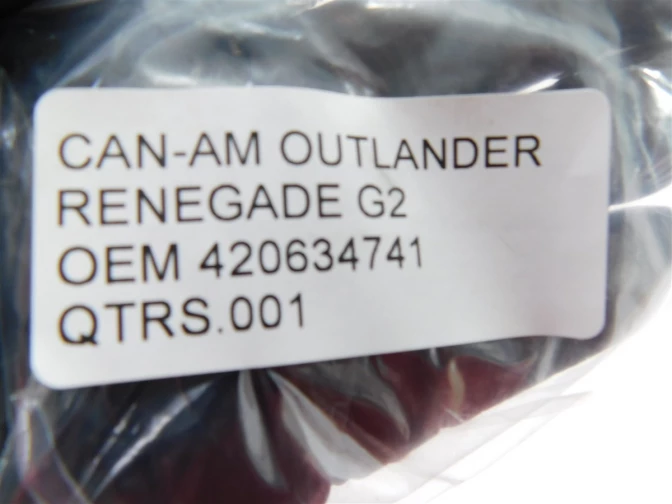 CAN-AM OUTLANDER
RENEGADE G2
OEM 420634741
QTRS.001